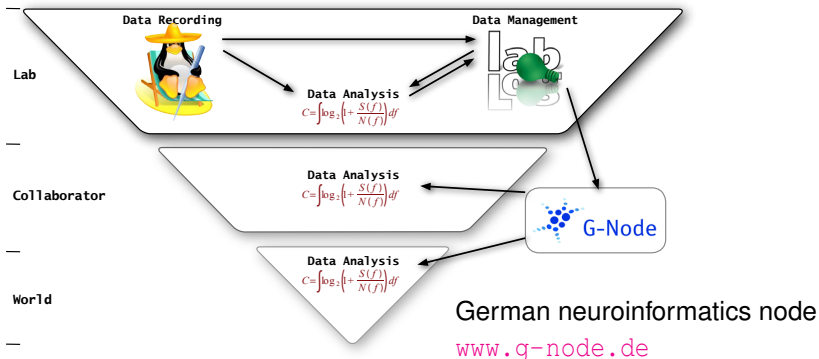 Data Recording
Data Management
lab
Lab
Data Analysis
C=∫log₂(1+S(f)/N(f))df
Collaborator
Data Analysis
C=∫log₂(1+S(f)/N(f))df
G-Node
World
Data Analysis
C=∫log₂(1+S(f)/N(f))df
German neuroinformatics node
www.g-node.de